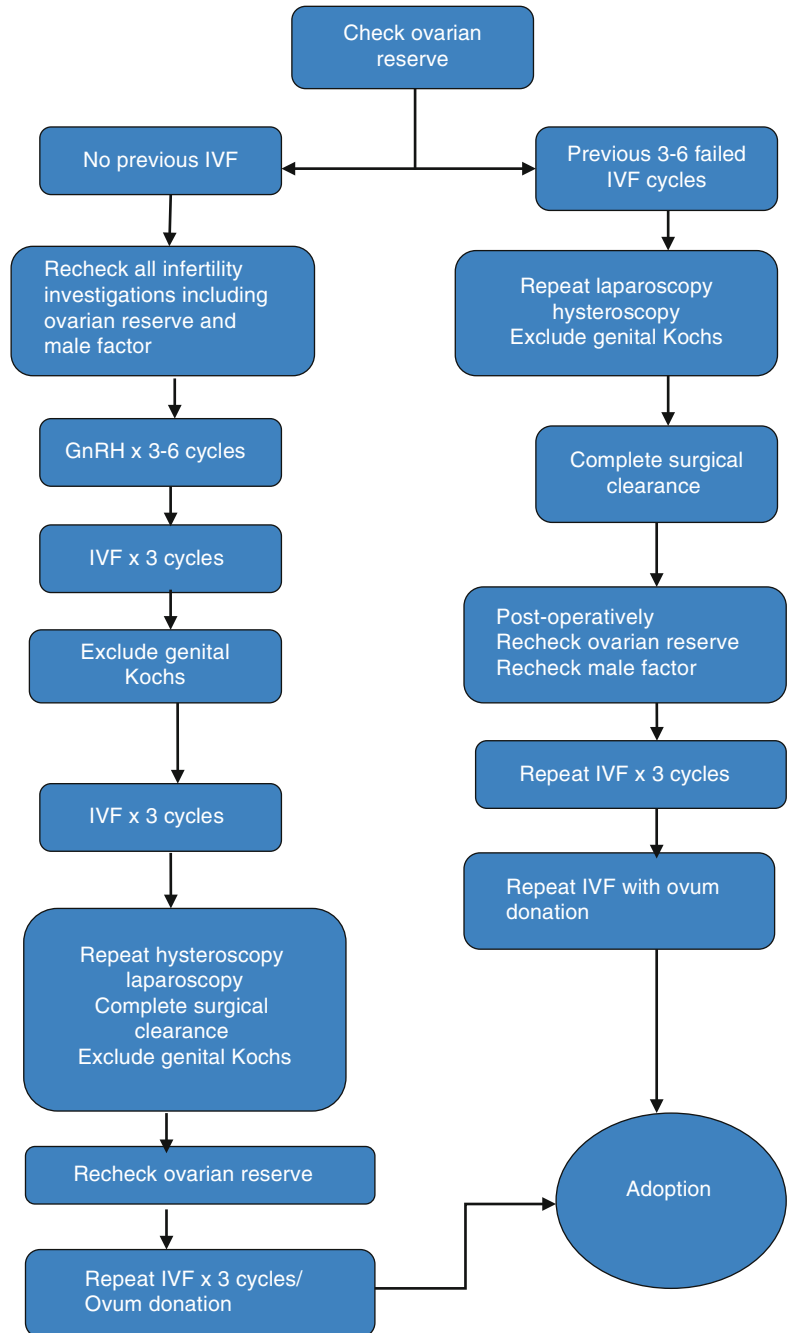 Check ovarian
reserve
No previous IVF
Recheck all infertility
investigations including
ovarian reserve and
male factor
GnRH x 3-6 cycles
IVF x 3 cycles
Exclude genital
Kochs
IVF x 3 cycles
Repeat hysteroscopy
laparoscopy
Complete surgical
clearance
Exclude genital Kochs
Recheck ovarian reserve
Repeat IVF x 3 cycles/
Ovum donation
Previous 3-6 failed
IVF cycles
Repeat laparoscopy
hysteroscopy
Exclude genital Kochs
Complete surgical
clearance
Post-operatively
Recheck ovarian reserve
Recheck male factor
Repeat IVF x 3 cycles
Repeat IVF with ovum
donation
Adoption